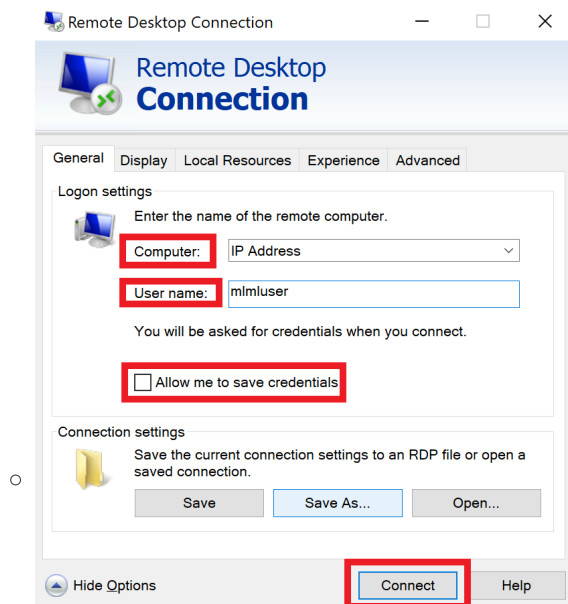 Remote Desktop Connection
Remote Desktop
Connection
General Display Local Resources Experience Advanced
Logon settings
Enter the name of the remote computer.
Computer: IP Address
User name: mlmluser
You will be asked for credentials when you connect.
Allow me to save credentials
Connection settings
Save the current connection settings to an RDP file or open a
saved connection.
Save Save As... Open...
Hide Options Connect Help